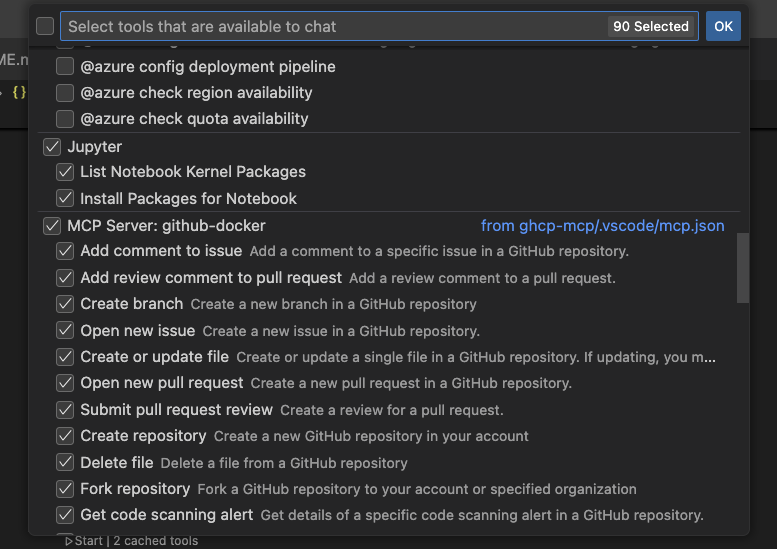 Select tools that are available to chat 90 Selected OK
ME.m
@azure config deployment pipeline
{}
@azure check region availability
@azure check quota availability
Jupyter
List Notebook Kernel Packages
Install Packages for Notebook
MCP Server: github-docker from ghcp-mcp/.vscode/mcp.json
Add comment to issue Add a comment to a specific issue in a GitHub repository.
Add review comment to pull request Add a review comment to a pull request.
Create branch Create a new branch in a GitHub repository
Open new issue Create a new issue in a GitHub repository.
Create or update file Create or update a single file in a GitHub repository. If updating, you m...
Open new pull request Create a new pull request in a GitHub repository.
Submit pull request review Create a review for a pull request.
Create repository Create a new GitHub repository in your account
Delete file Delete a file from a GitHub repository
Fork repository Fork a GitHub repository to your account or specified organization
Get code scanning alert Get details of a specific code scanning alert in a GitHub repository.
Start | 2 cached tools